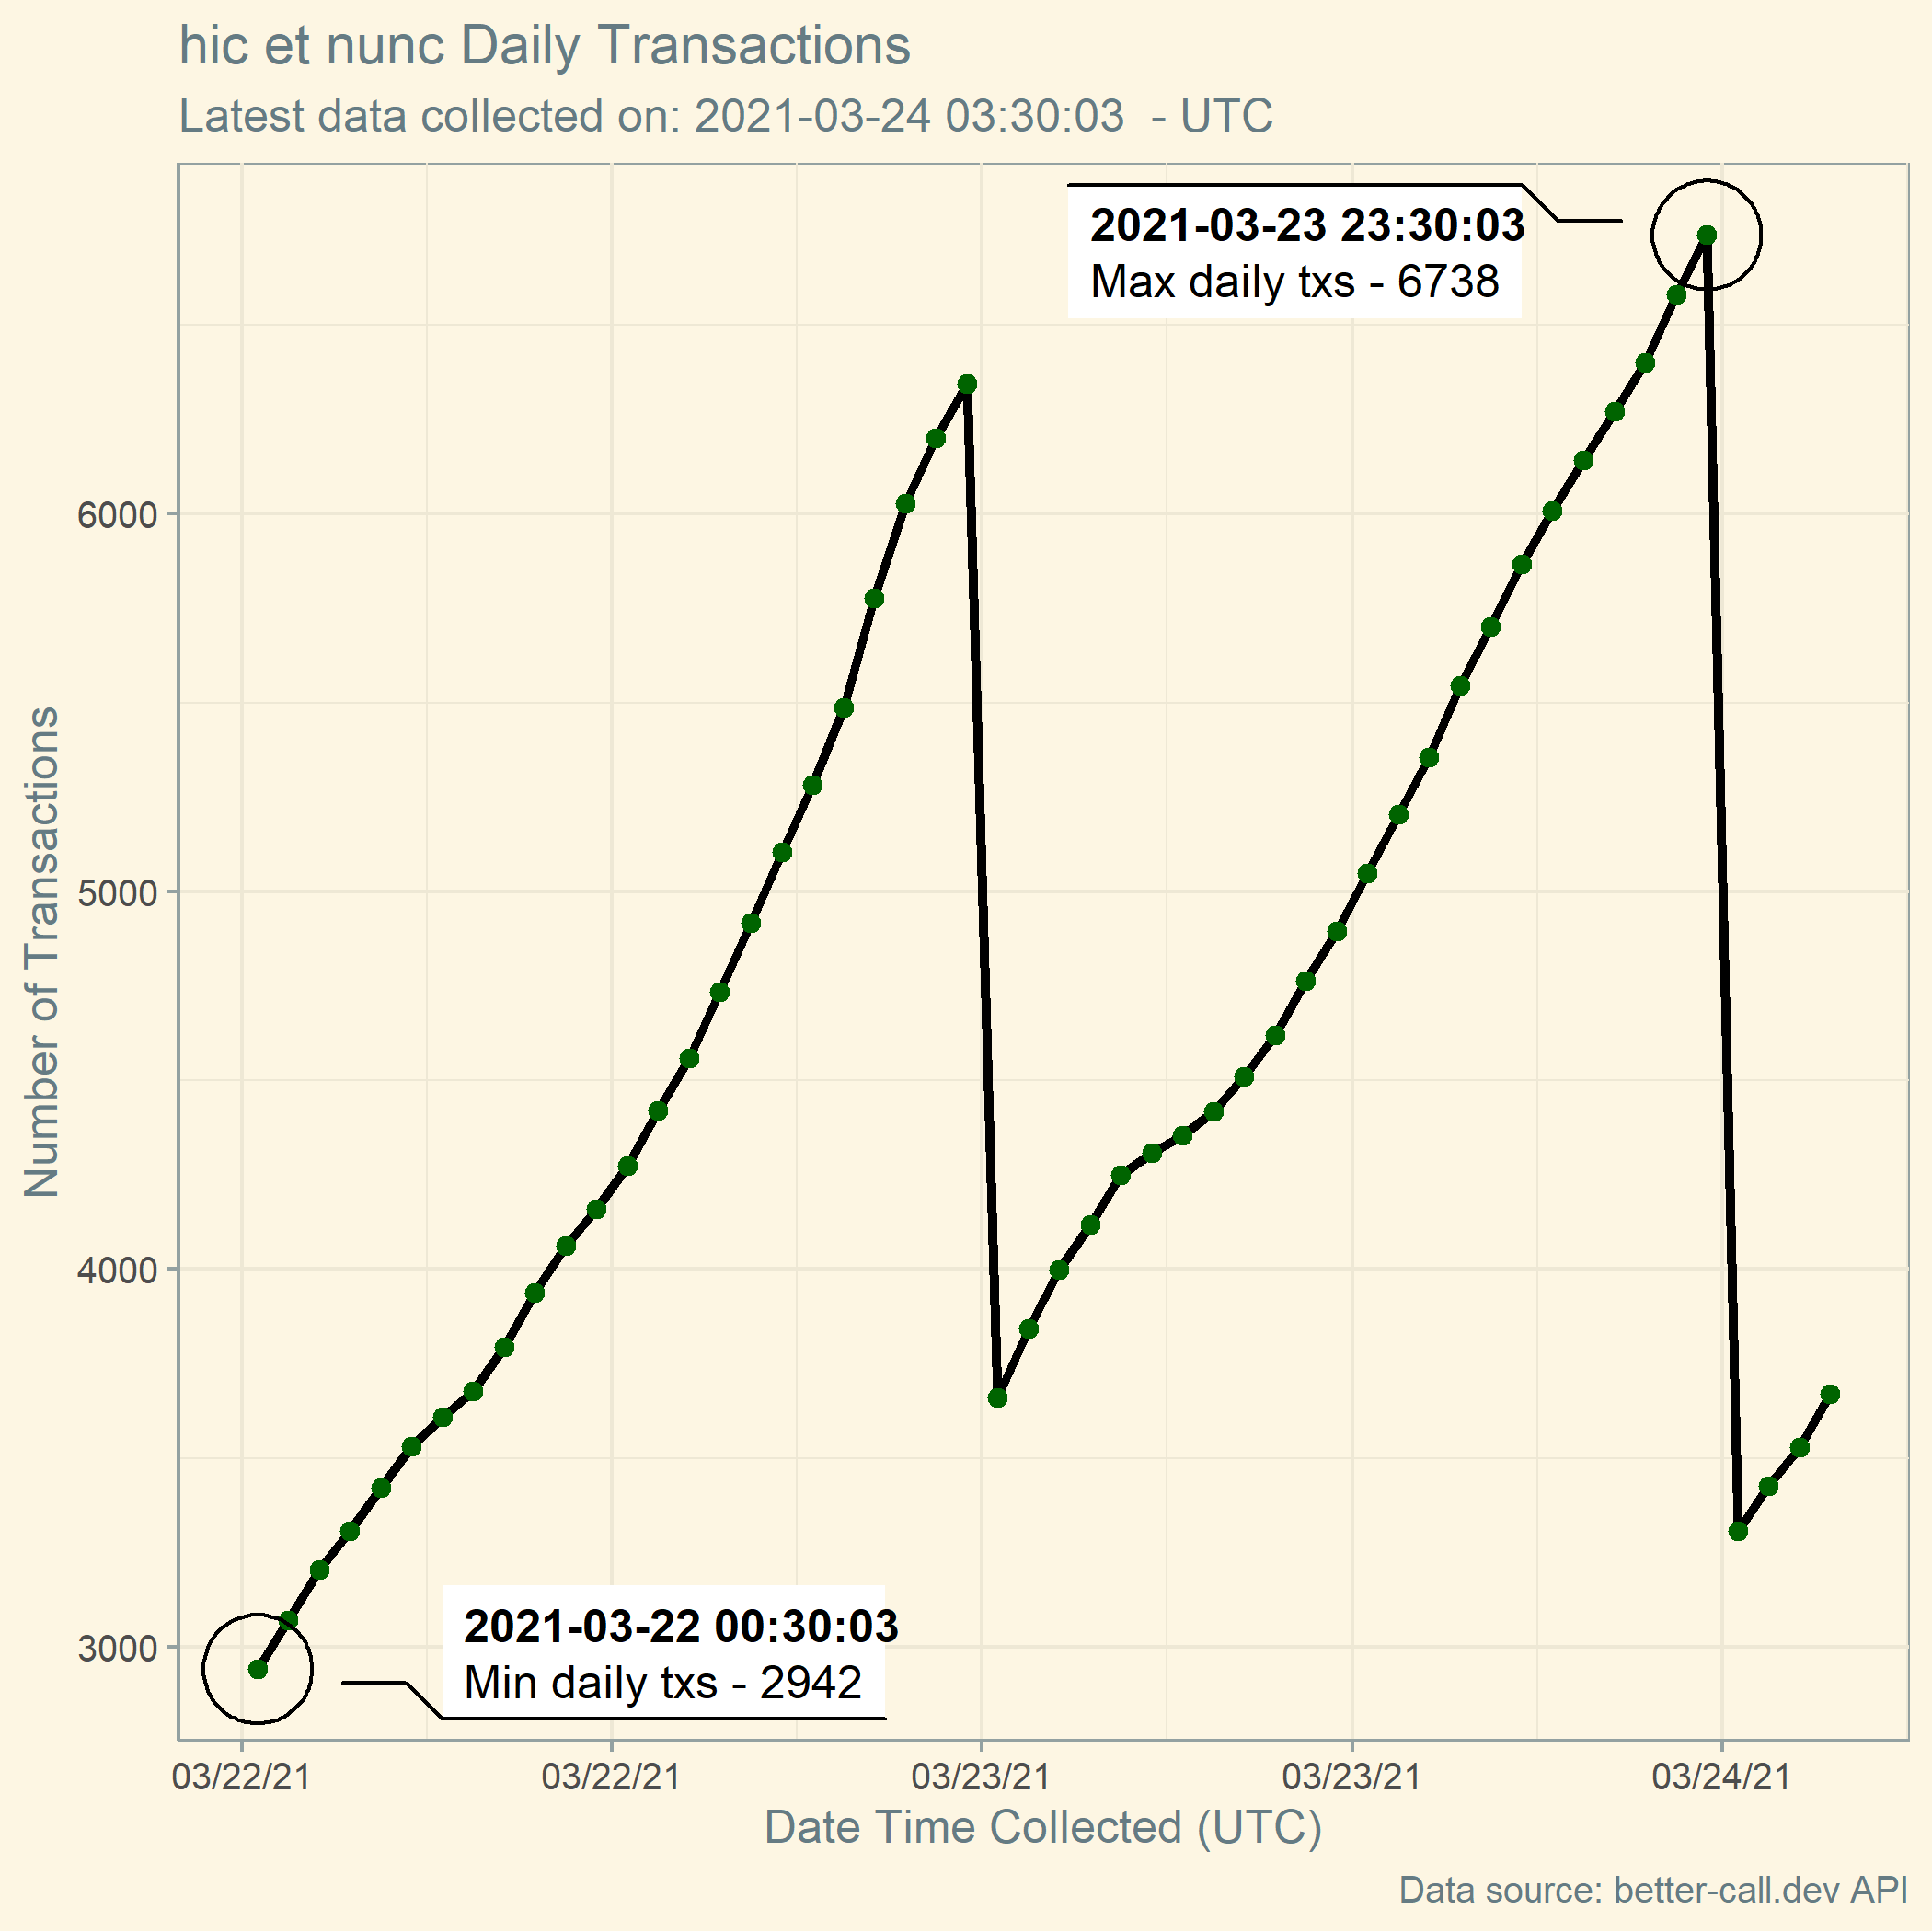 hic et nunc Daily Transactions
Latest data collected on: 2021-03-24 03:30:03  - UTC
2021-03-23 23:30:03
Max daily txs - 6738
6000
5000
4000
3000
Number of Transactions
2021-03-22 00:30:03
Min daily txs - 2942
03/22/21 03/22/21 03/23/21 03/23/21 03/24/21
Date Time Collected (UTC)
Data source: better-call.dev API